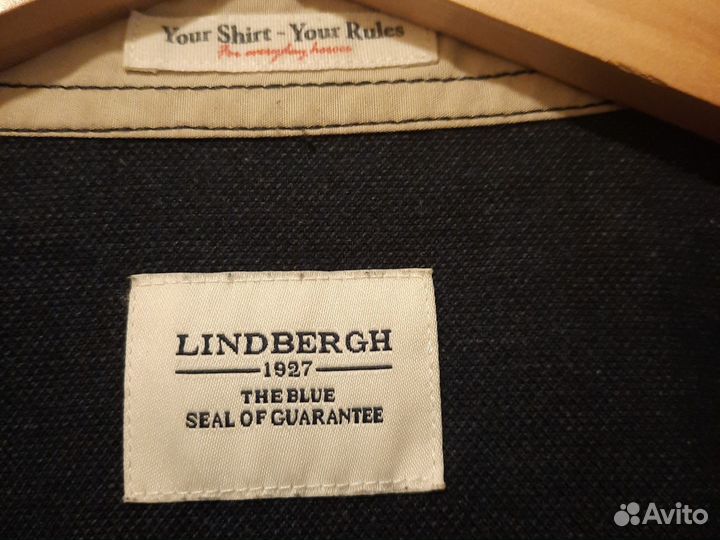 Your Shirt - Your Rules
For everyday heroes
LINDBERGH
1927
THE BLUE
SEAL OF GUARANTEE
Avito